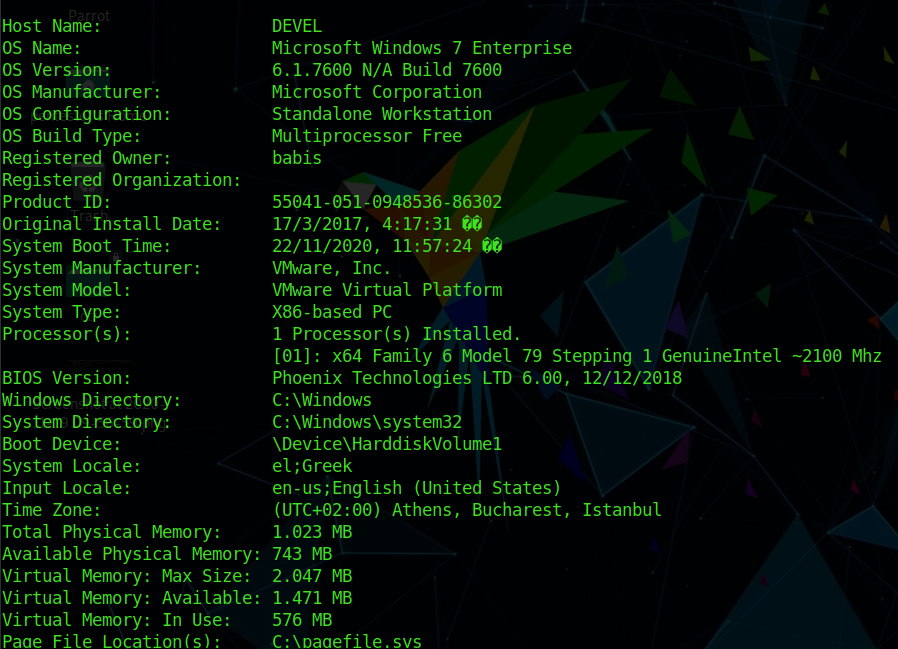 Parrot
Host Name: DEVEL
OS Name: Microsoft Windows 7 Enterprise
OS Version: 6.1.7600 N/A Build 7600
OS Manufacturer: Microsoft Corporation
OS Configuration: Standalone Workstation
OS Build Type: Multiprocessor Free
Registered Owner: babis
Registered Organization:
Product ID: 55041-051-0948536-86302
Trash
Original Install Date: 17/3/2017, 4:17:31 ��
System Boot Time: 22/11/2020, 11:57:24 ��
System Manufacturer: VMware, Inc.
System Model: VMware Virtual Platform
System Type: X86-based PC
Processor(s): 1 Processor(s) Installed.
[01]: x64 Family 6 Model 79 Stepping 1 GenuineIntel ~2100 Mhz
BIOS Version: Phoenix Technologies LTD 6.00, 12/12/2018
Windows Directory: C:\Windows
System Directory: C:\Windows\system32
Boot Device: \Device\HarddiskVolume1
System Locale: el;Greek
Input Locale: en-us;English (United States)
Time Zone: (UTC+02:00) Athens, Bucharest, Istanbul
Total Physical Memory: 1.023 MB
Available Physical Memory: 743 MB
Virtual Memory: Max Size: 2.047 MB
Virtual Memory: Available: 1.471 MB
Virtual Memory: In Use: 576 MB
Page File Location(s): C:\pagefile.sys